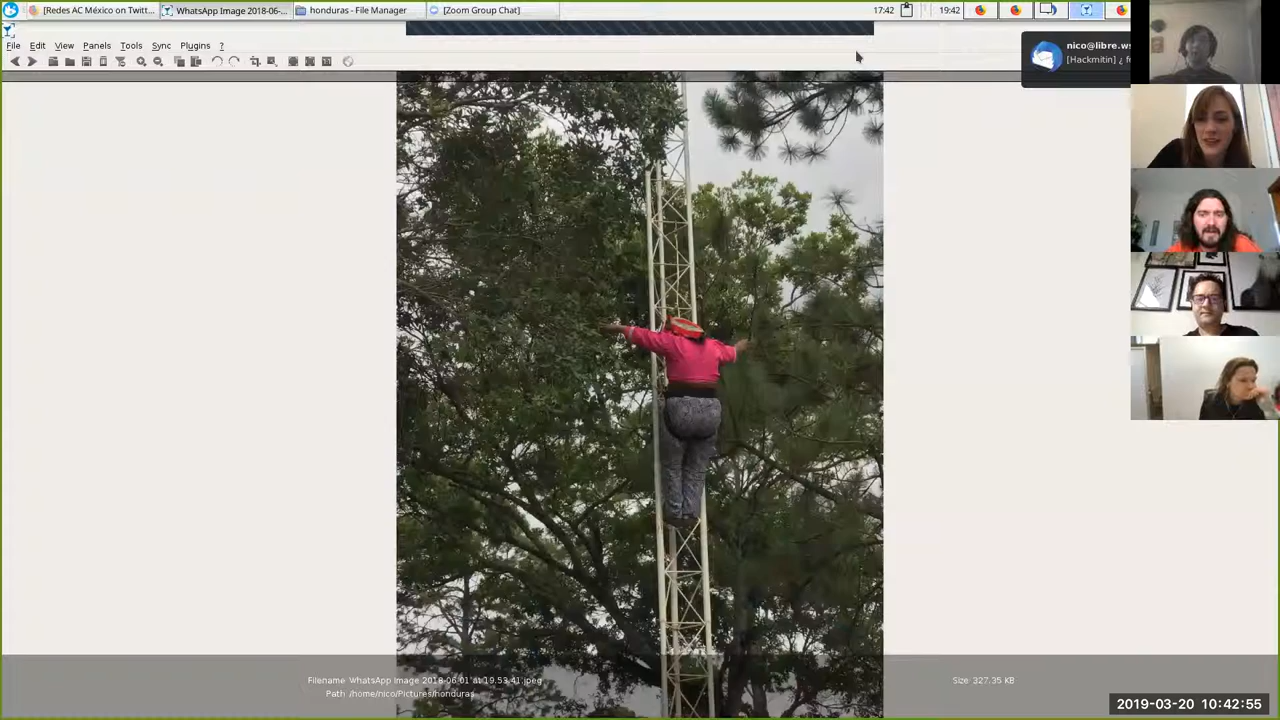 [Redes AC México on Twitt...
WhatsApp Image 2018-06-...
honduras - File Manager
[Zoom Group Chat]
17:42
19:42
File Edit View Panels Tools Sync Plugins ?
nico@libre.ws
[Hackmitin] ¿ f
Filename WhatsApp Image 2018-06-01 at 19.53.41.jpeg
Size: 327.35 KB
Path /home/nico/Pictures/honduras
2019-03-20 10:42:55